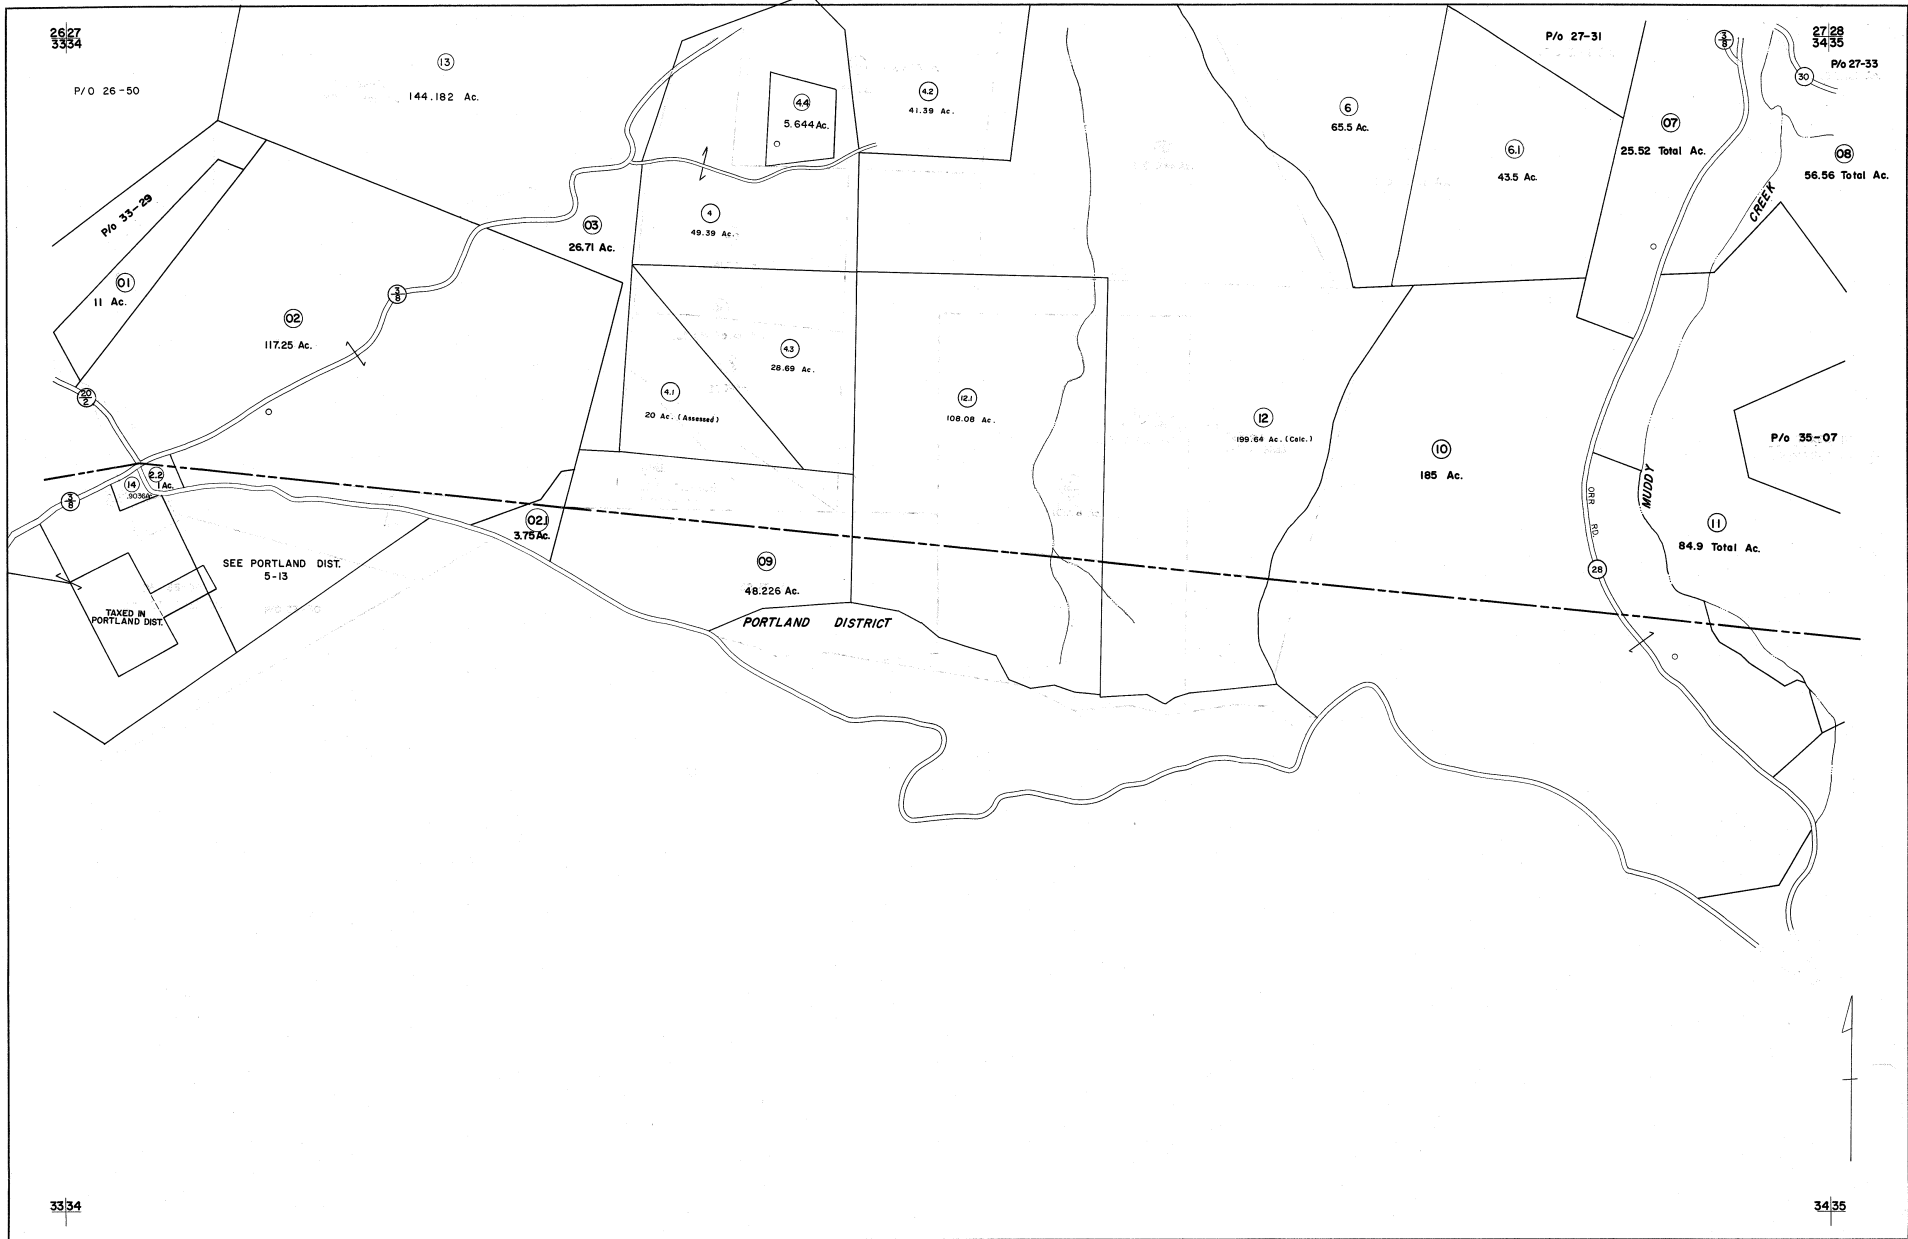 26 27
33 34
P/O 26-50
13
144.182 Ac.
4.4
5.644 Ac.
4.2
41.39 Ac.
6
65.5 Ac.
P/o 27-31
3
8
27 28
34 35
P/o 27-33
30
6.1
43.5 Ac.
07
25.52 Total Ac.
08
56.56 Total Ac.
CREEK
P/o 33-29
01
11 Ac.
02
117.25 Ac.
3
8
03
26.71 Ac.
4
49.39 Ac.
4.3
28.69 Ac.
4.1
20 Ac. (Assessed)
12.1
108.08 Ac.
12
199.64 Ac. (Calc.)
10
185 Ac.
P/o 35-07
MUDDY
ORR RD.
11
84.9 Total Ac.
28
20
2
2.2
1 Ac.
14
.9036Ac.
3
8
02.1
3.75 Ac.
09
48.226 Ac.
SEE PORTLAND DIST.
5-13
TAXED IN
PORTLAND DIST.
PORTLAND DISTRICT
33 34
34 35